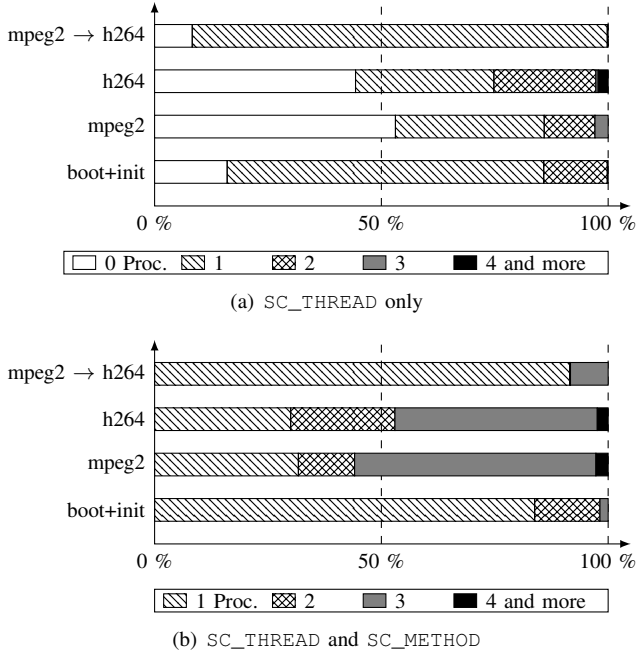 mpeg2 → h264
h264
mpeg2
boot+init
0 % 50 % 100 %
0 Proc. 1 2 3 4 and more
(a) SC_THREAD only
mpeg2 → h264
h264
mpeg2
boot+init
0 % 50 % 100 %
1 Proc. 2 3 4 and more
(b) SC_THREAD and SC_METHOD